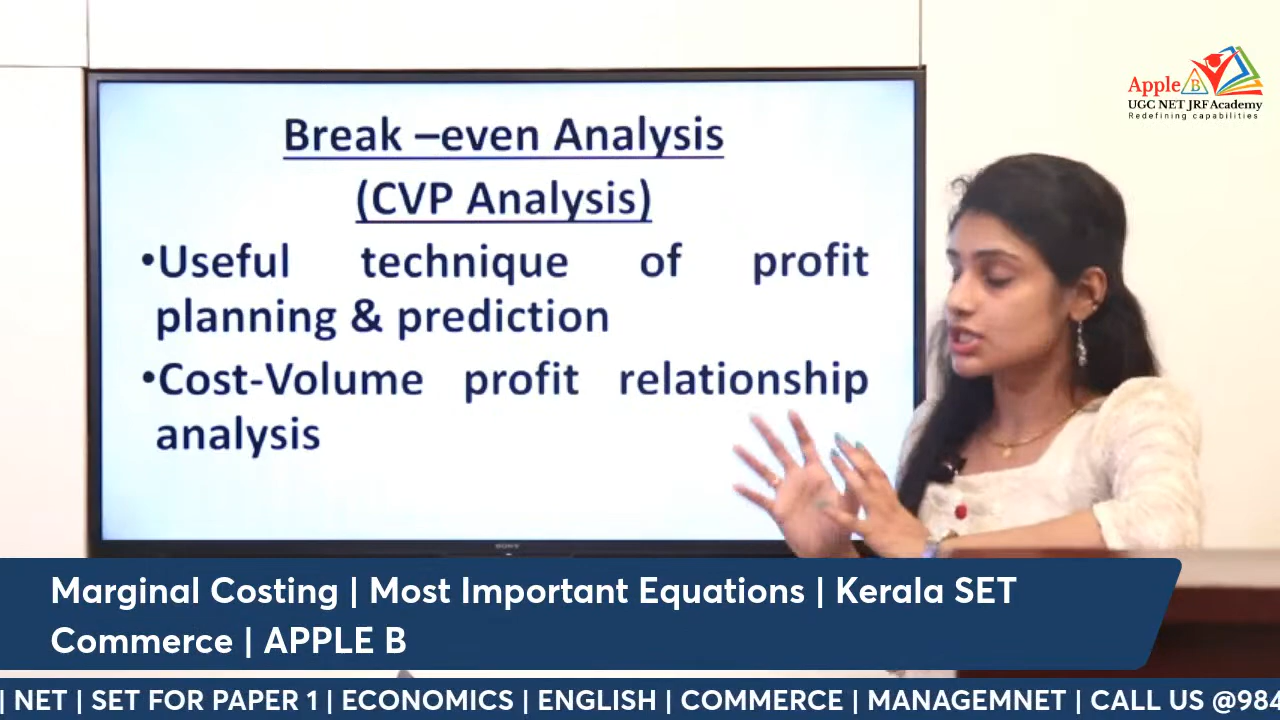 Apple B
UGC NET JRF Academy
Redefining capabilities
Break –even Analysis
(CVP Analysis)
•Useful technique of profit
planning & prediction
•Cost-Volume profit relationship
analysis
SONY
Marginal Costing | Most Important Equations | Kerala SET
Commerce | APPLE B
| NET | SET FOR PAPER 1 | ECONOMICS | ENGLISH | COMMERCE | MANAGEMNET | CALL US @984